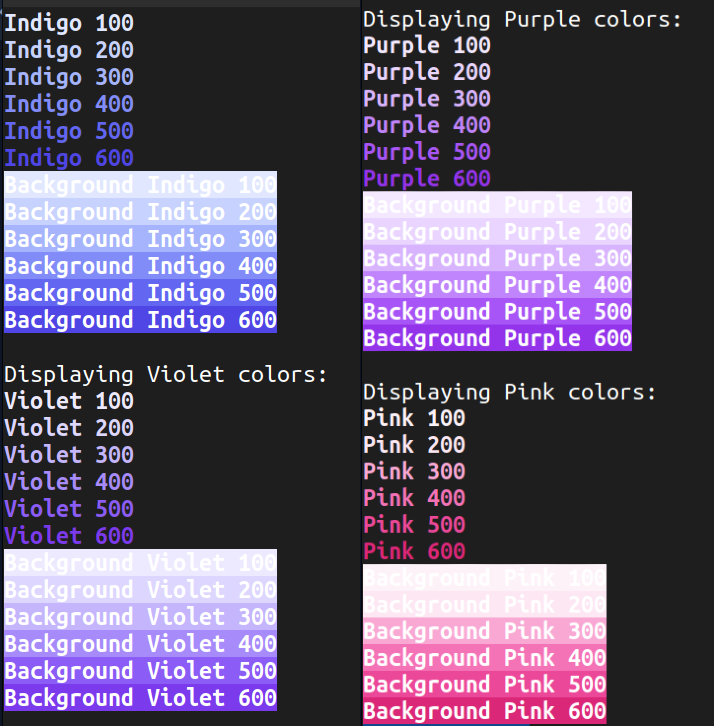 Indigo 100
Indigo 200
Indigo 300
Indigo 400
Indigo 500
Indigo 600
Background Indigo 100
Background Indigo 200
Background Indigo 300
Background Indigo 400
Background Indigo 500
Background Indigo 600
Displaying Violet colors:
Violet 100
Violet 200
Violet 300
Violet 400
Violet 500
Violet 600
Background Violet 100
Background Violet 200
Background Violet 300
Background Violet 400
Background Violet 500
Background Violet 600
Displaying Purple colors:
Purple 100
Purple 200
Purple 300
Purple 400
Purple 500
Purple 600
Background Purple 100
Background Purple 200
Background Purple 300
Background Purple 400
Background Purple 500
Background Purple 600
Displaying Pink colors:
Pink 100
Pink 200
Pink 300
Pink 400
Pink 500
Pink 600
Background Pink 100
Background Pink 200
Background Pink 300
Background Pink 400
Background Pink 500
Background Pink 600